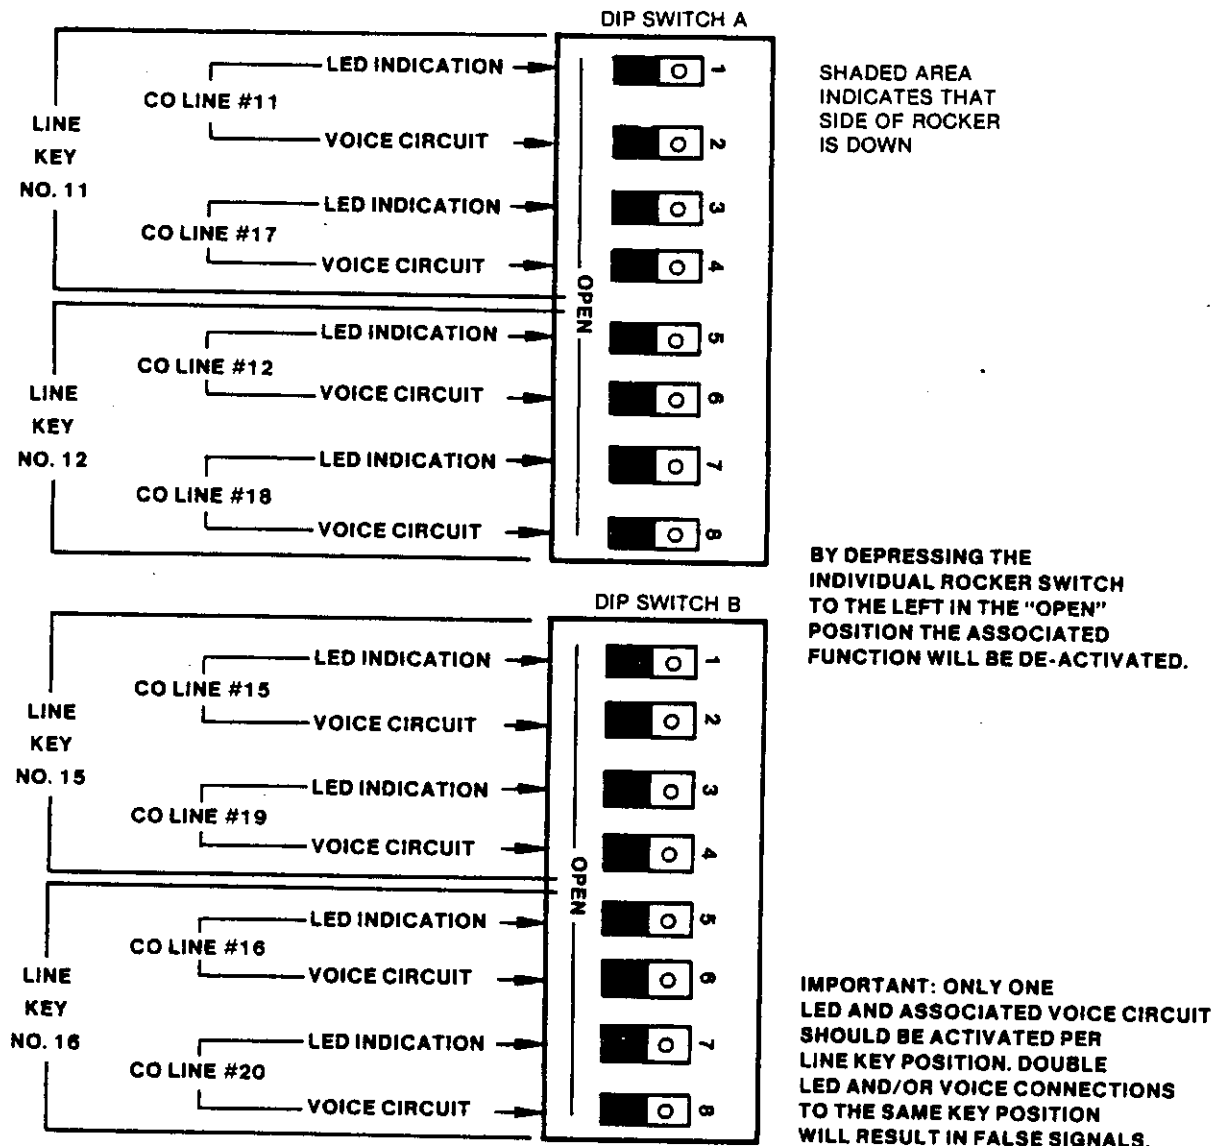 DIP SWITCH A
LINE
KEY
NO. 11
CO LINE #11
LED INDICATION
VOICE CIRCUIT
CO LINE #17
LED INDICATION
VOICE CIRCUIT
LINE
KEY
NO. 12
CO LINE #12
LED INDICATION
VOICE CIRCUIT
CO LINE #18
LED INDICATION
VOICE CIRCUIT
OPEN
1
2
3
4
5
6
7
8
SHADED AREA
INDICATES THAT
SIDE OF ROCKER
IS DOWN
BY DEPRESSING THE
INDIVIDUAL ROCKER SWITCH
TO THE LEFT IN THE "OPEN"
POSITION THE ASSOCIATED
FUNCTION WILL BE DE-ACTIVATED.
DIP SWITCH B
LINE
KEY
NO. 15
CO LINE #15
LED INDICATION
VOICE CIRCUIT
CO LINE #19
LED INDICATION
VOICE CIRCUIT
LINE
KEY
NO. 16
CO LINE #16
LED INDICATION
VOICE CIRCUIT
CO LINE #20
LED INDICATION
VOICE CIRCUIT
OPEN
1
2
3
4
5
6
7
8
IMPORTANT: ONLY ONE
LED AND ASSOCIATED VOICE CIRCUIT
SHOULD BE ACTIVATED PER
LINE KEY POSITION. DOUBLE
LED AND/OR VOICE CONNECTIONS
TO THE SAME KEY POSITION
WILL RESULT IN FALSE SIGNALS.